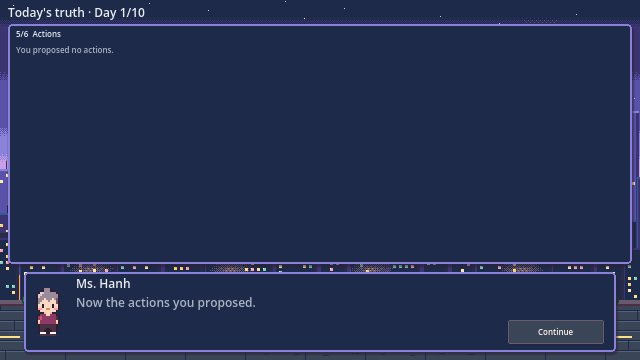 Today's truth · Day 1/10
5/6 Actions
You proposed no actions.
Ms. Hanh
Now the actions you proposed.
Continue